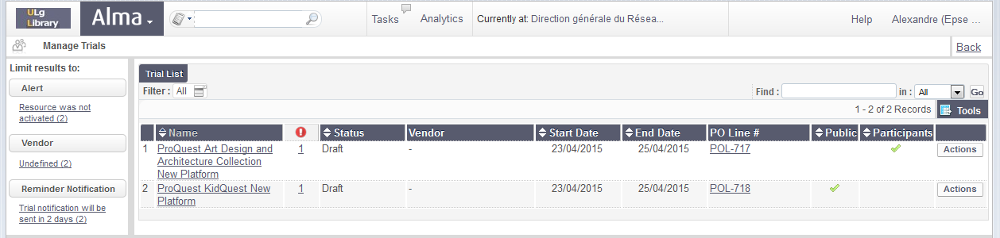 ULg Library
Alma
Tasks
Analytics
Currently at: Direction générale du Résea...
Help
Alexandre (Epse ...
Manage Trials
Back
Limit results to:
Alert
Resource was not
activated (2)
Vendor
Undefined (2)
Reminder Notification
Trial notification will be
sent in 2 days (2)
Trial List
Filter : All
Find :
in : All
Go
1 - 2 of 2 Records
Tools
Name Status Vendor Start Date End Date PO Line # Public Participants
1 ProQuest Art Design and 1 Draft - 23/04/2015 25/04/2015 POL-717 Actions
Architecture Collection
New Platform
2 ProQuest KidQuest New 1 Draft - 23/04/2015 25/04/2015 POL-718 Actions
Platform